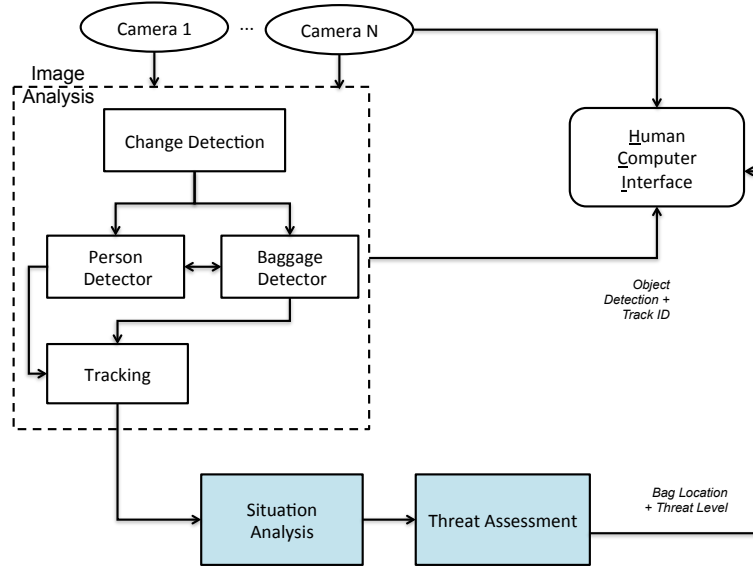 Camera 1
...
Camera N
Image
Analysis
Change Detection
Human
Computer
Interface
Person
Detector
Baggage
Detector
Object
Detection +
Track ID
Tracking
Situation
Analysis
Threat Assessment
Bag Location
+ Threat Level